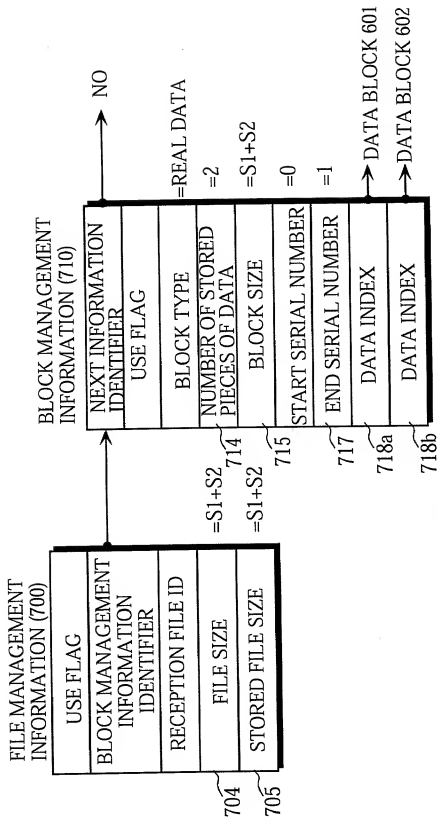 FILE MANAGEMENT
INFORMATION (700)
USE FLAG
BLOCK MANAGEMENT
INFORMATION
IDENTIFIER
RECEPTION FILE ID
FILE SIZE
STORED FILE SIZE
704
705
=S1+S2
=S1+S2
BLOCK MANAGEMENT
INFORMATION (710)
NEXT INFORMATION
IDENTIFIER
USE FLAG
BLOCK TYPE
NUMBER OF STORED
PIECES OF DATA
BLOCK SIZE
START SERIAL NUMBER
END SERIAL NUMBER
DATA INDEX
DATA INDEX
714
715
717
718a
718b
NO
=REAL DATA
=2
=S1+S2
=0
=1
DATA BLOCK 601
DATA BLOCK 602